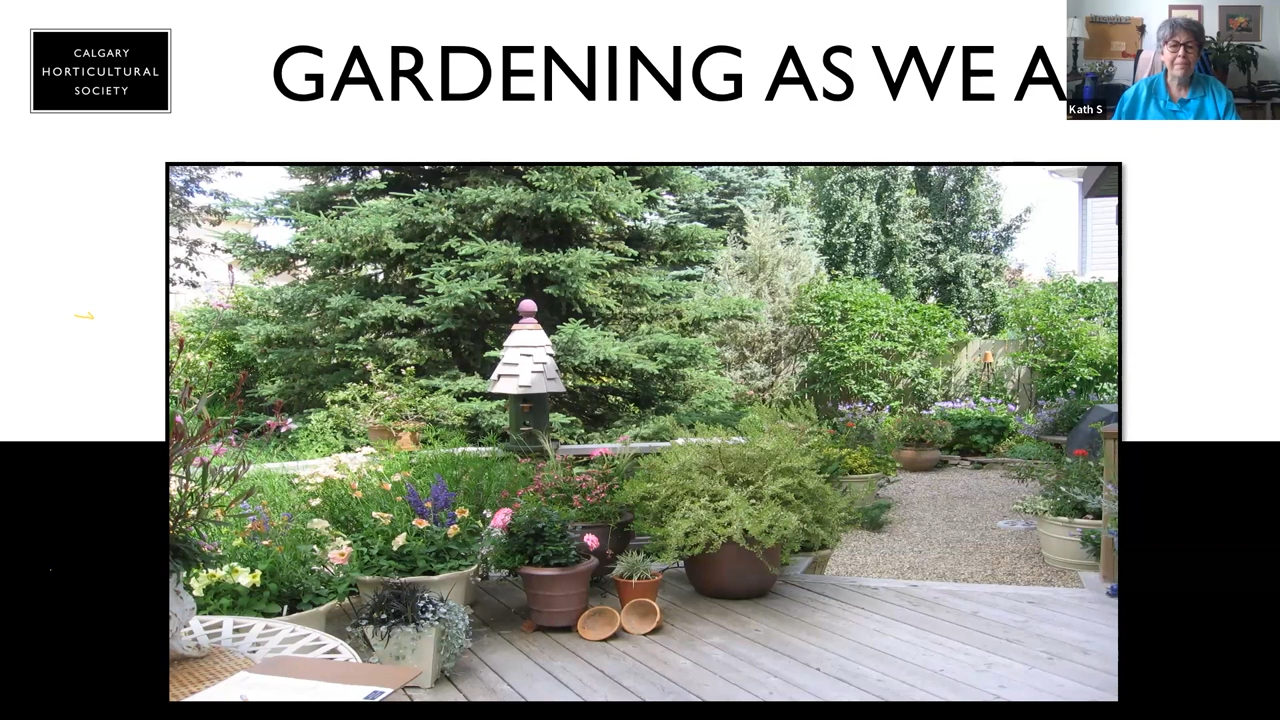 CALGARY
HORTICULTURAL
SOCIETY
GARDENING AS WE A
Kath S